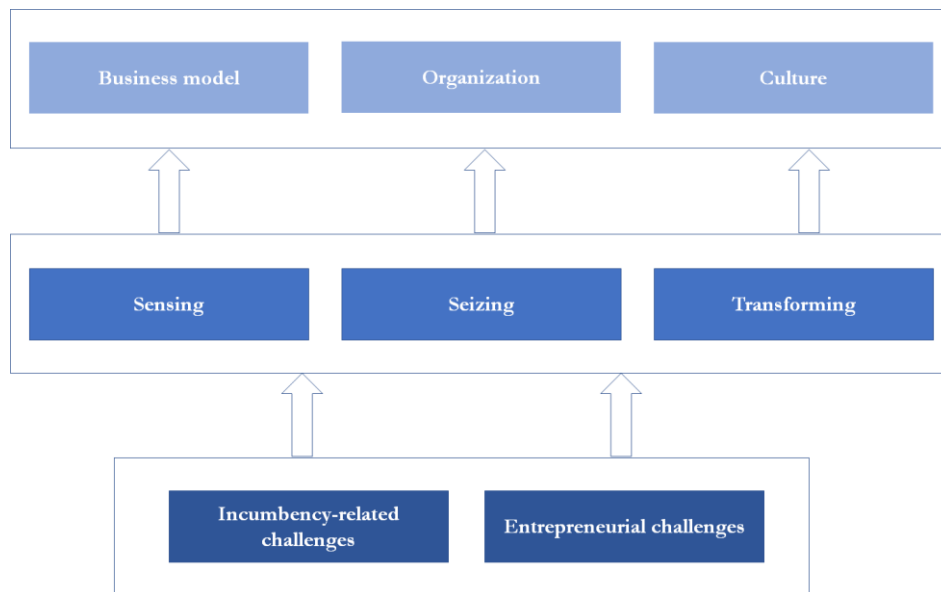 Business model
Organization
Culture
Sensing
Seizing
Transforming
Incumbency-related
challenges
Entrepreneurial challenges